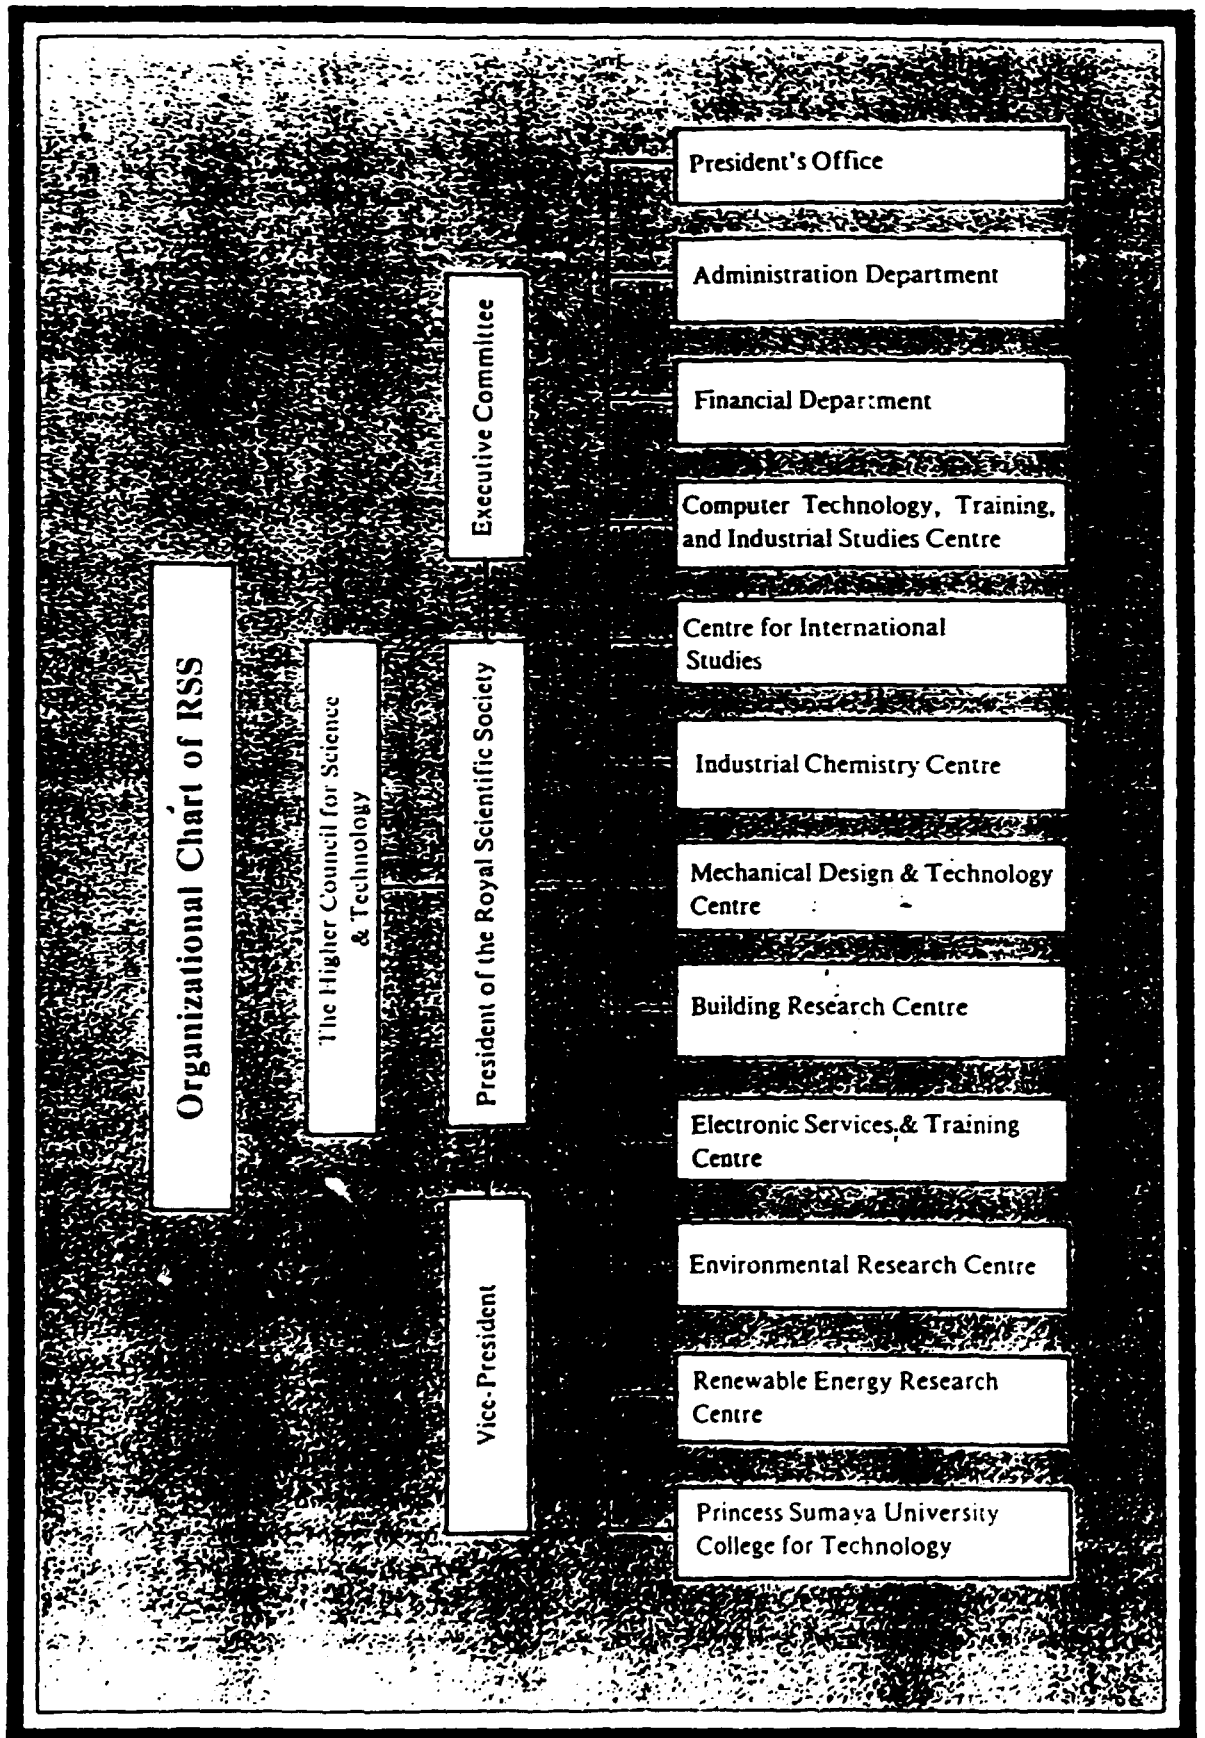 Organizational Chart of RSS
The Higher Council for Science
& Technology
Executive Committee
President of the Royal Scientific Society
Vice-President
President's Office
Administration Department
Financial Department
Computer Technology, Training,
and Industrial Studies Centre
Centre for International
Studies
Industrial Chemistry Centre
Mechanical Design & Technology
Centre
Building Research Centre
Electronic Services & Training
Centre
Environmental Research Centre
Renewable Energy Research
Centre
Princess Sumaya University
College for Technology